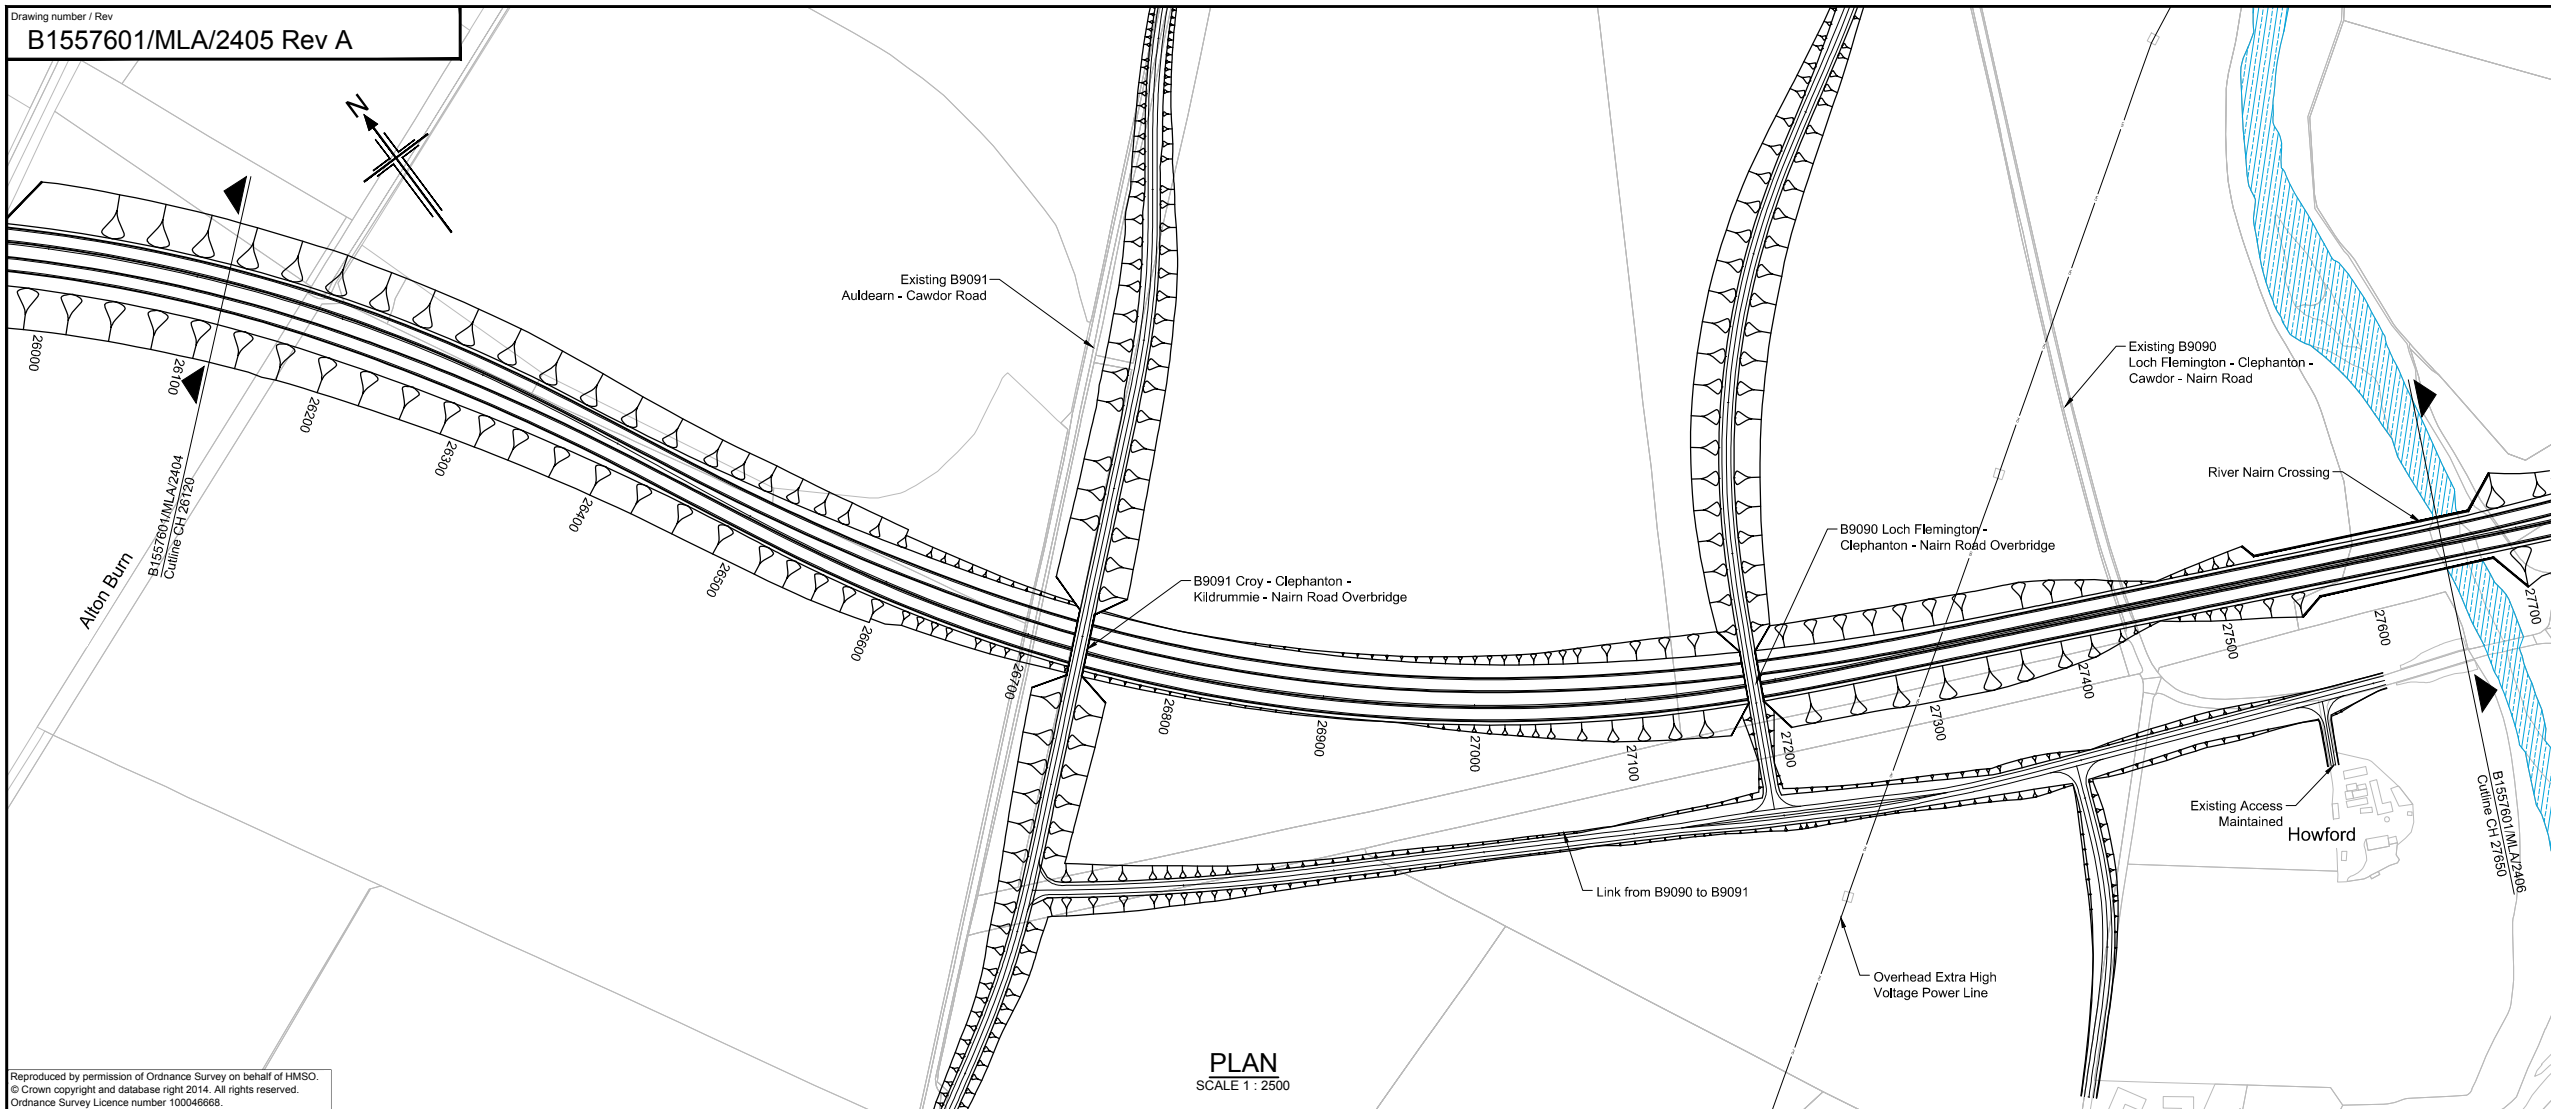 Drawing number / Rev
B1557601/MLA/2405 Rev A
N
Existing B9091
Auldearn - Cawdor Road
Existing B9090
Loch Flemington - Clephanton -
Cawdor - Nairn Road
River Nairn Crossing
B9090 Loch Flemington -
Clephanton - Nairn Road Overbridge
B9091 Croy - Clephanton -
Kildrummie - Nairn Road Overbridge
26000
26100
26200
26300
26400
26500
26600
26700
26800
26900
27000
27100
27200
27300
27400
27500
27600
27700
B1557601/MLA/2404
Cutline CH 26120
Alton Burn
B1557601/MLA/2406
Cutline CH 27650
Existing Access
Maintained
Howford
Link from B9090 to B9091
Overhead Extra High
Voltage Power Line
PLAN
SCALE 1 : 2500
Reproduced by permission of Ordnance Survey on behalf of HMSO.
© Crown copyright and database right 2014. All rights reserved.
Ordnance Survey Licence number 100046668.